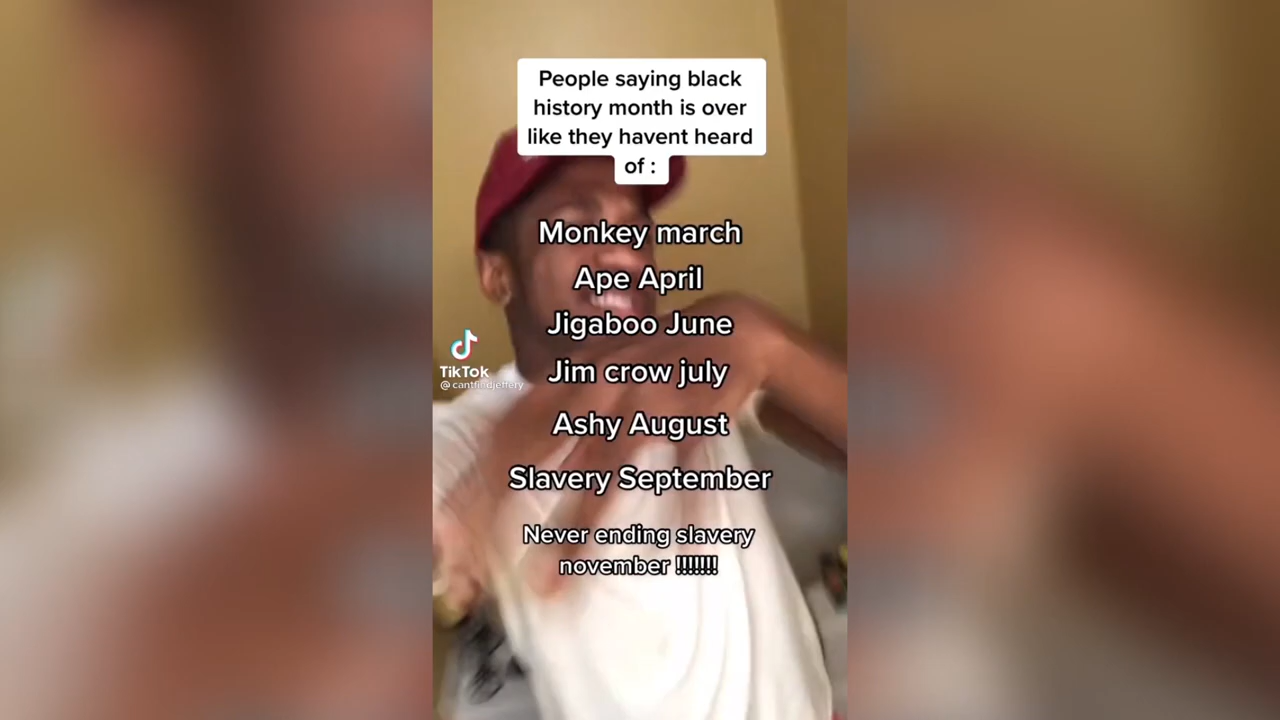 People saying black
history month is over
like they havent heard
of :
Monkey march
Ape April
Jigaboo June
Jim crow july
Ashy August
Slavery September
Never ending slavery
november !!!!!!!
TikTok
@cantfindjeffery